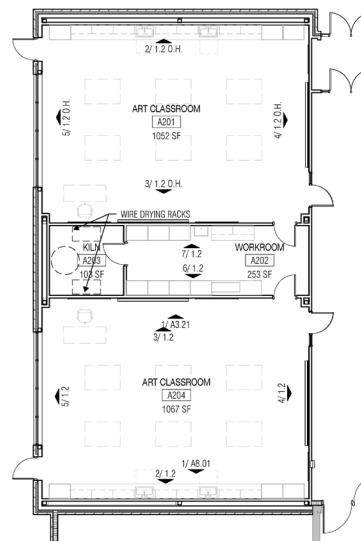 2/ 1.2 O.H.
5/ 1.2 O.H.
ART CLASSROOM
A201
1052 SF
4/ 1.2 O.H.
3/ 1.2 O.H.
WIRE DRYING RACKS
KILN
A203
103 SF
7/ 1.2
6/ 1.2
WORKROOM
A202
253 SF
1/ A3.21
3/ 1.2
5/ 1.2
ART CLASSROOM
A204
1067 SF
4/ 1.2
2/ 1.2
1/ A8.01